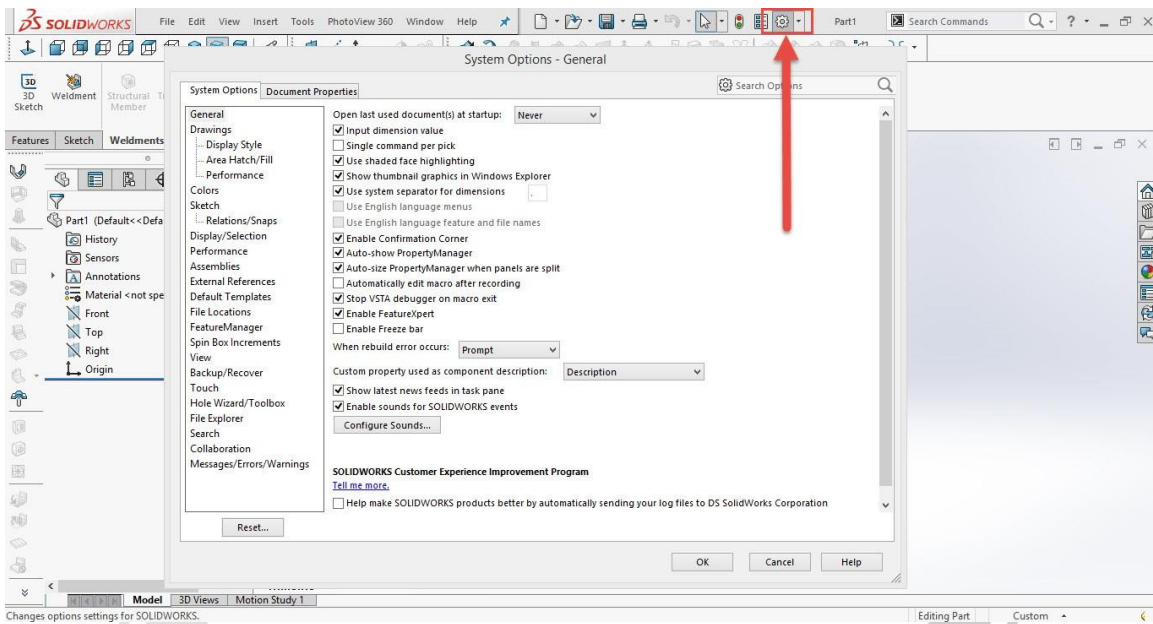 SOLIDWORKS File Edit View Insert Tools PhotoView 360 Window Help Part1 Search Commands ?
System Options - General
3D Sketch
Weldment
Structural Member
Features Sketch Weldments
System Options Document Properties
Search Options
Part1 (Default<<Defa
History
Sensors
Annotations
Material <not spe
Front
Top
Right
Origin
General
Drawings
Display Style
Area Hatch/Fill
Performance
Colors
Sketch
Relations/Snaps
Display/Selection
Performance
Assemblies
External References
Default Templates
File Locations
FeatureManager
Spin Box Increments
View
Backup/Recover
Touch
Hole Wizard/Toolbox
File Explorer
Search
Collaboration
Messages/Errors/Warnings
Reset...
Open last used document(s) at startup: Never
Input dimension value
Single command per pick
Use shaded face highlighting
Show thumbnail graphics in Windows Explorer
Use system separator for dimensions .
Use English language menus
Use English language feature and file names
Enable Confirmation Corner
Auto-show PropertyManager
Auto-size PropertyManager when panels are split
Automatically edit macro after recording
Stop VSTA debugger on macro exit
Enable FeatureXpert
Enable Freeze bar
When rebuild error occurs: Prompt
Custom property used as component description: Description
Show latest news feeds in task pane
Enable sounds for SOLIDWORKS events
Configure Sounds...
SOLIDWORKS Customer Experience Improvement Program
Tell me more.
Help make SOLIDWORKS products better by automatically sending your log files to DS SolidWorks Corporation
OK Cancel Help
Model 3D Views Motion Study 1
Changes options settings for SOLIDWORKS. Editing Part Custom